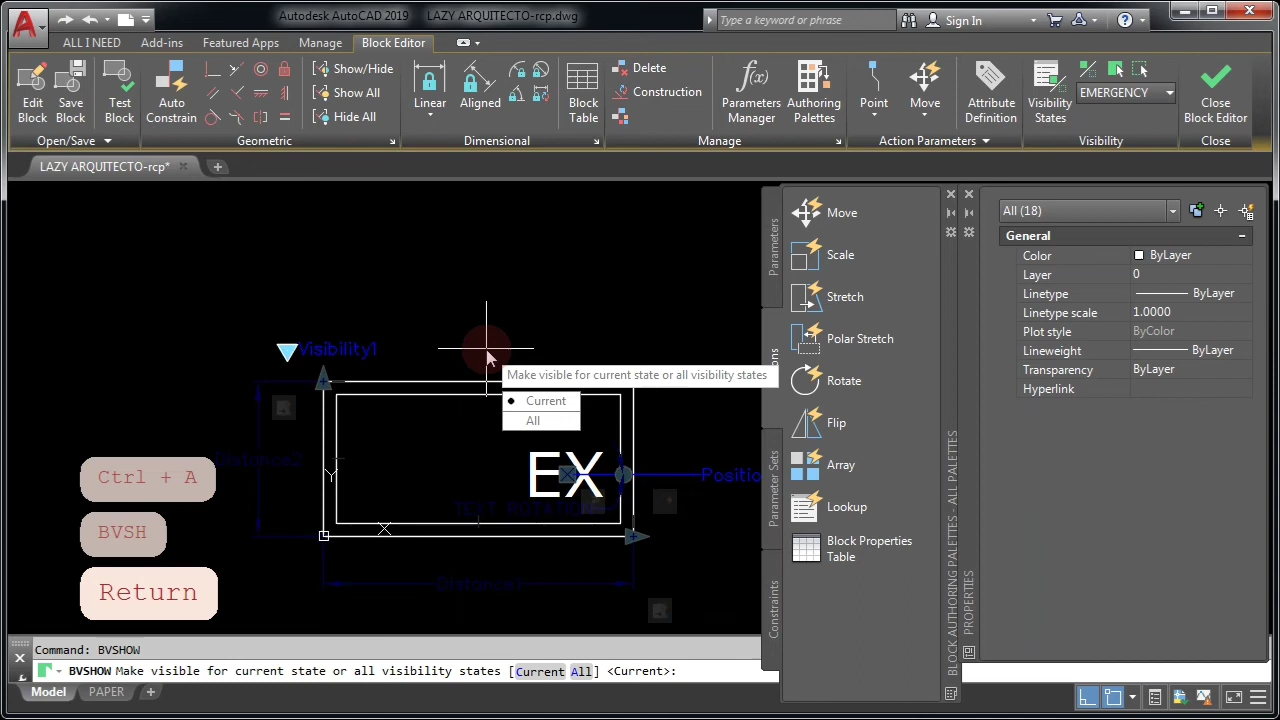 Autodesk AutoCAD 2019 LAZY ARQUITECTO-rcp.dwg
Type a keyword or phrase
Sign In
ALL I NEED Add-ins Featured Apps Manage Block Editor
Edit Block
Save Block
Test Block
Auto Constrain
Show/Hide
Show All
Hide All
Linear
Aligned
Block Table
Delete
Construction
Parameters Manager
Authoring Palettes
Point
Move
Attribute Definition
Visibility States
EMERGENCY
Close Block Editor
Open/Save Geometric Dimensional Manage Action Parameters Visibility Close
LAZY ARQUITECTO-rcp*
Parameters
Parameter Sets
Constraints
Move
Scale
Stretch
Polar Stretch
Rotate
Flip
Array
Lookup
Block Properties Table
BLOCK AUTHORING PALETTES - ALL PALETTES
PROPERTIES
All (18)
General
Color ByLayer
Layer 0
Linetype ByLayer
Linetype scale 1.0000
Plot style ByColor
Lineweight ByLayer
Transparency ByLayer
Hyperlink
Visibility1
Make visible for current state or all visibility states
Current
All
Distance2
EX
Positio
Y
X
Distance1
Ctrl + A
BVSH
Return
Command: BVSHOW
BVSHOW Make visible for current state or all visibility states [Current All] <Current>:
Model PAPER